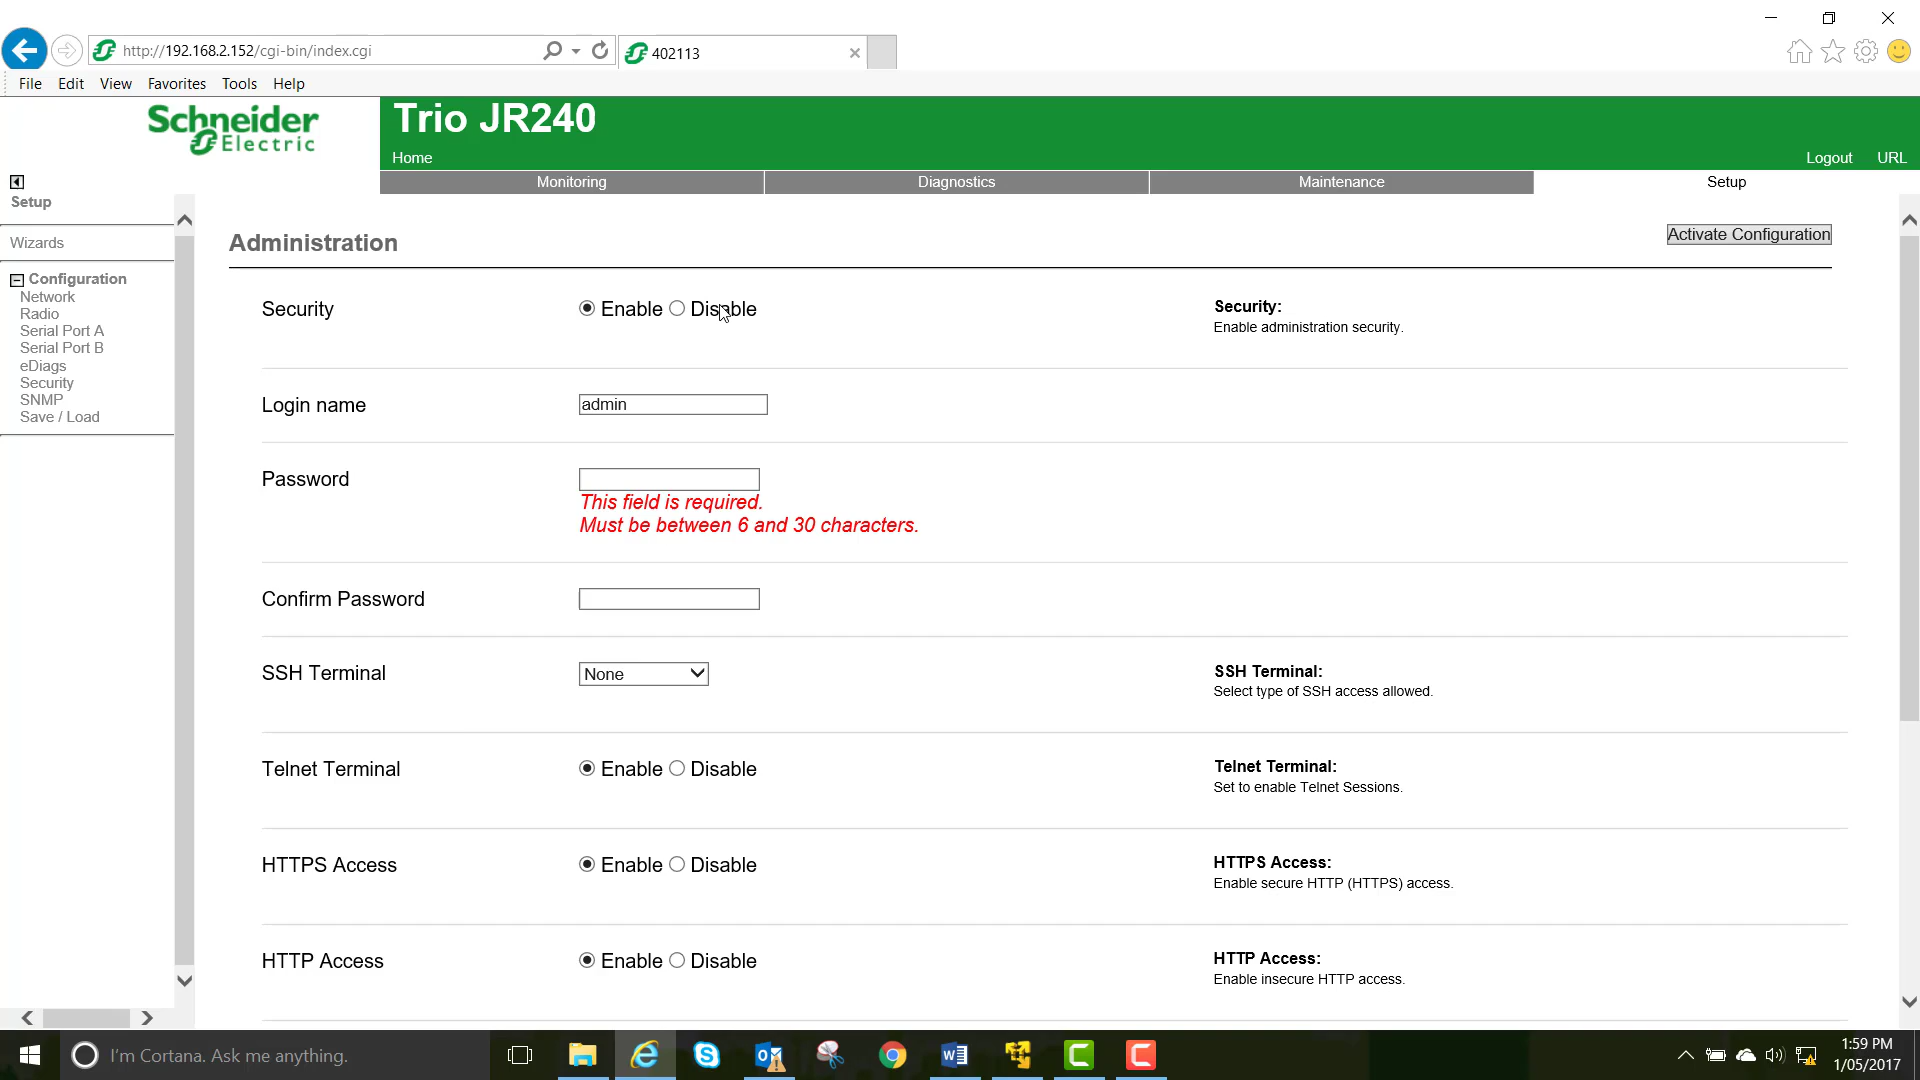 http://192.168.2.152/cgi-bin/index.cgi
402113
File Edit View Favorites Tools Help
Schneider
Electric
Trio JR240
Home
Logout URL
Monitoring Diagnostics Maintenance Setup
Setup
Wizards
Configuration
Network
Radio
Serial Port A
Serial Port B
eDiags
Security
SNMP
Save / Load
Administration
Activate Configuration
Security Enable Disable
Security:
Enable administration security.
Login name admin
Password
This field is required.
Must be between 6 and 30 characters.
Confirm Password
SSH Terminal None
SSH Terminal:
Select type of SSH access allowed.
Telnet Terminal Enable Disable
Telnet Terminal:
Set to enable Telnet Sessions.
HTTPS Access Enable Disable
HTTPS Access:
Enable secure HTTP (HTTPS) access.
HTTP Access Enable Disable
HTTP Access:
Enable insecure HTTP access.
I'm Cortana. Ask me anything.
1:59 PM
1/05/2017